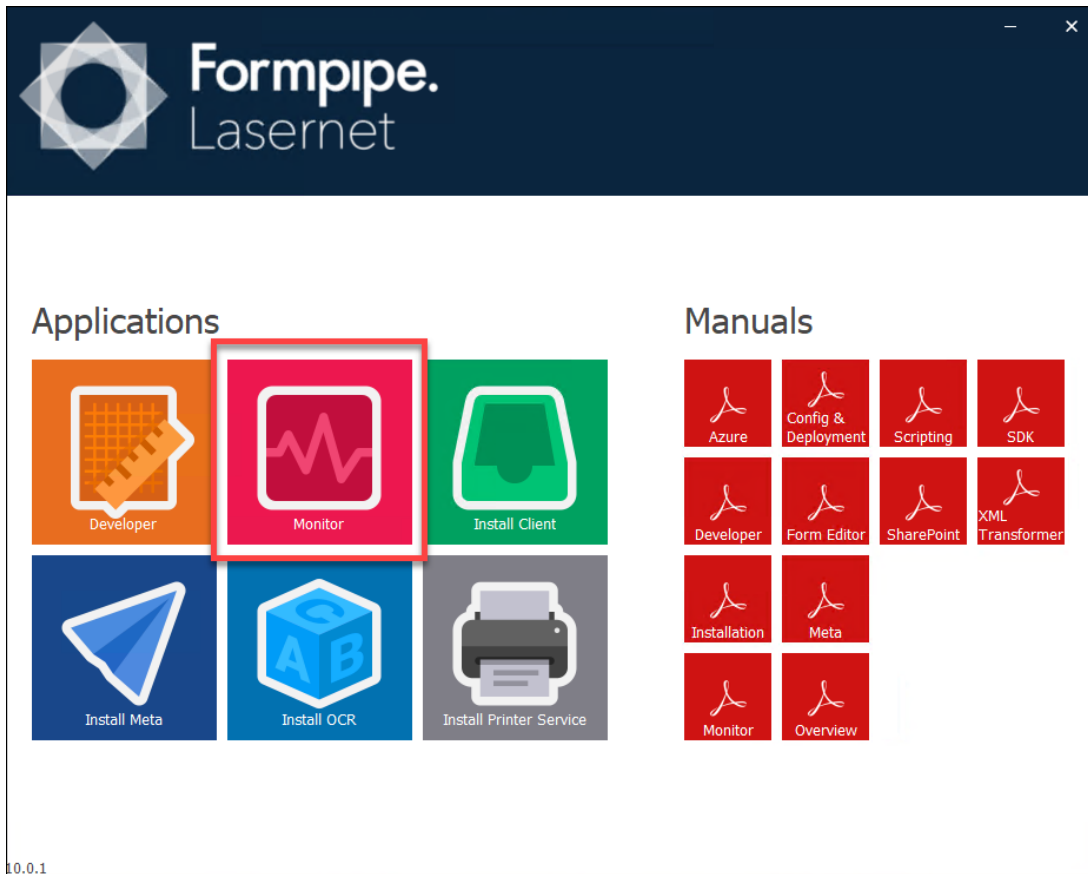 Formpipe.
Lasernet
Applications
Developer
Monitor
Install Client
Install Meta
Install OCR
Install Printer Service
Manuals
Azure
Config &
Deployment
Scripting
SDK
Developer
Form Editor
SharePoint
XML
Transformer
Installation
Meta
Monitor
Overview
10.0.1